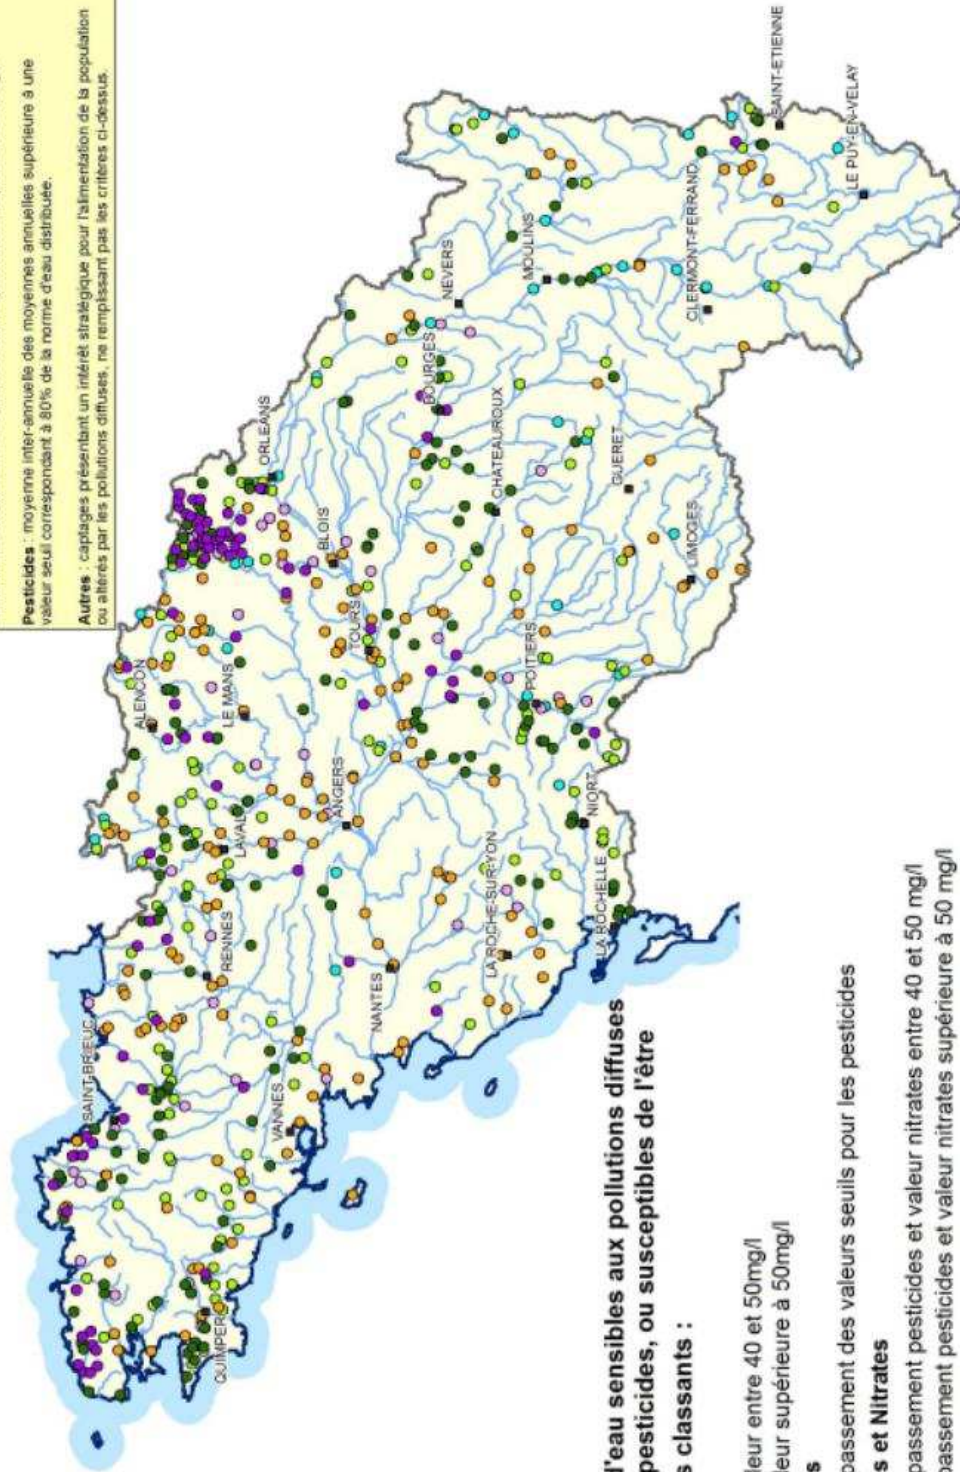 Pesticides : moyenne inter-annuelle des moyennes annuelles supérieure à une
valeur seuil correspondant à 80% de la norme d'eau distribuée.
Autres : captages présentant un intérêt stratégique pour l'alimentation de la population
ou altérés par les pollutions diffuses, ne remplissant pas les critères ci-dessus.
SAINT-BRIEUC
QUIMPER
VANNES
RENNES
NANTES
LAVAL
ALENCON
LE MANS
ANGERS
LA ROCHE-SUR-YON
LA ROCHELLE
NIORT
POITIERS
TOURS
BLOIS
ORLEANS
CHATEAUROUX
BOURGES
GUERET
LIMOGES
NEVERS
MOULINS
CLERMONT-FERRAND
SAINT-ETIENNE
LE PUY-EN-VELAY
l'eau sensibles aux pollutions diffuses
pesticides, ou susceptibles de l'être
s classants :
leur entre 40 et 50mg/l
eur supérieure à 50mg/l
s
passement des valeurs seuils pour les pesticides
s et Nitrates
passement pesticides et valeur nitrates entre 40 et 50 mg/l
passement pesticides et valeur nitrates supérieure à 50 mg/l